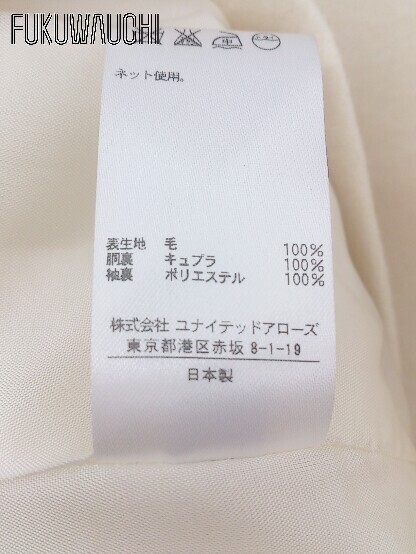 FUKUWAUCHI
中
ネット使用。
表生地 毛 100%
胴裏 キュプラ 100%
袖裏 ポリエステル 100%
株式会社 ユナイテッドアローズ
東京都港区赤坂 8-1-19
日本製